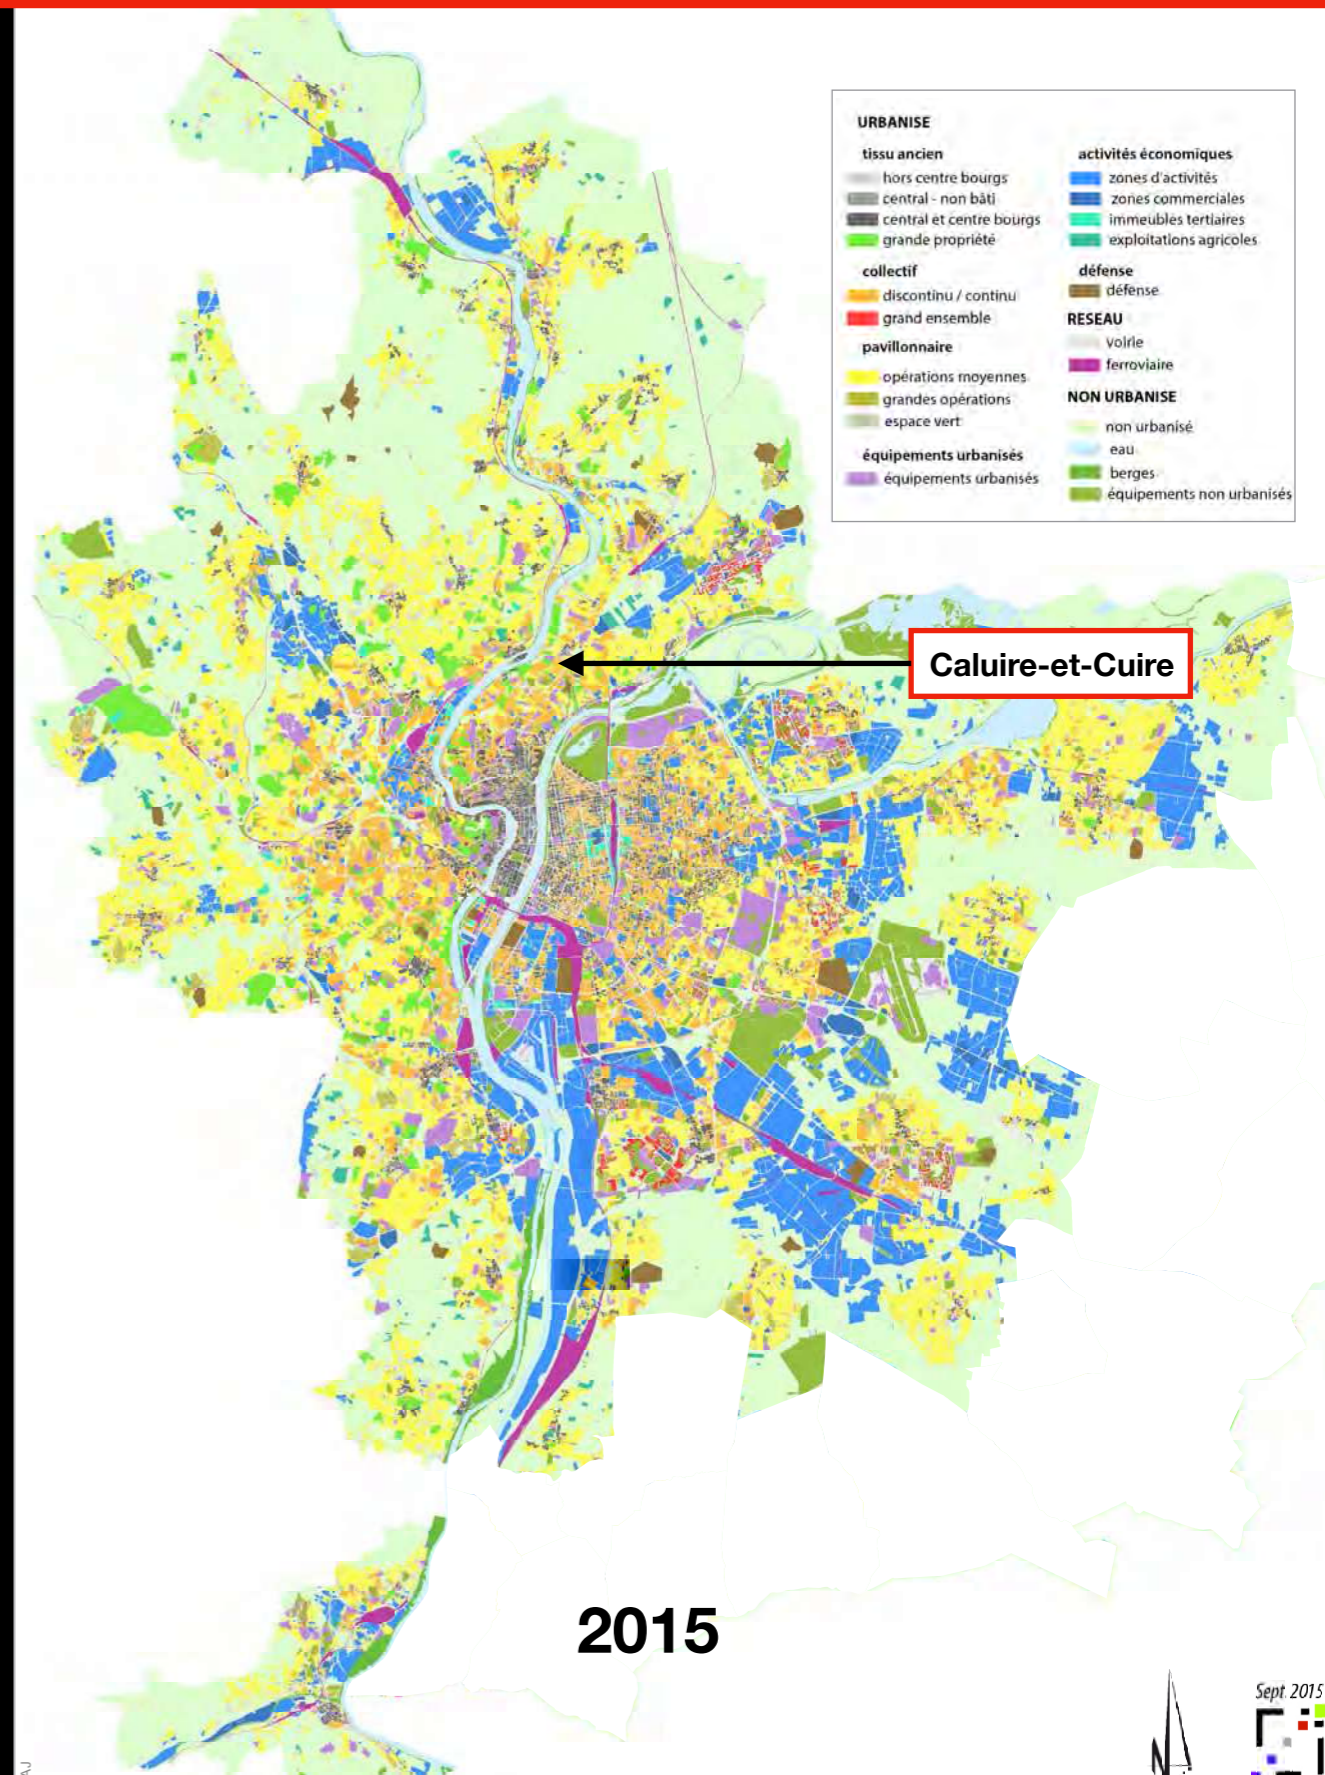 URBANISE
tissu ancien
hors centre bourgs
central - non bâti
central et centre bourgs
grande propriété
collectif
discontinu / continu
grand ensemble
pavillonnaire
opérations moyennes
grandes opérations
espace vert
équipements urbanisés
équipements urbanisés
activités économiques
zones d'activités
zones commerciales
immeubles tertiaires
exploitations agricoles
défense
défense
RESEAU
voirie
ferroviaire
NON URBANISE
non urbanisé
eau
berges
équipements non urbanisés
Caluire-et-Cuire
2015
Sept. 2015
N